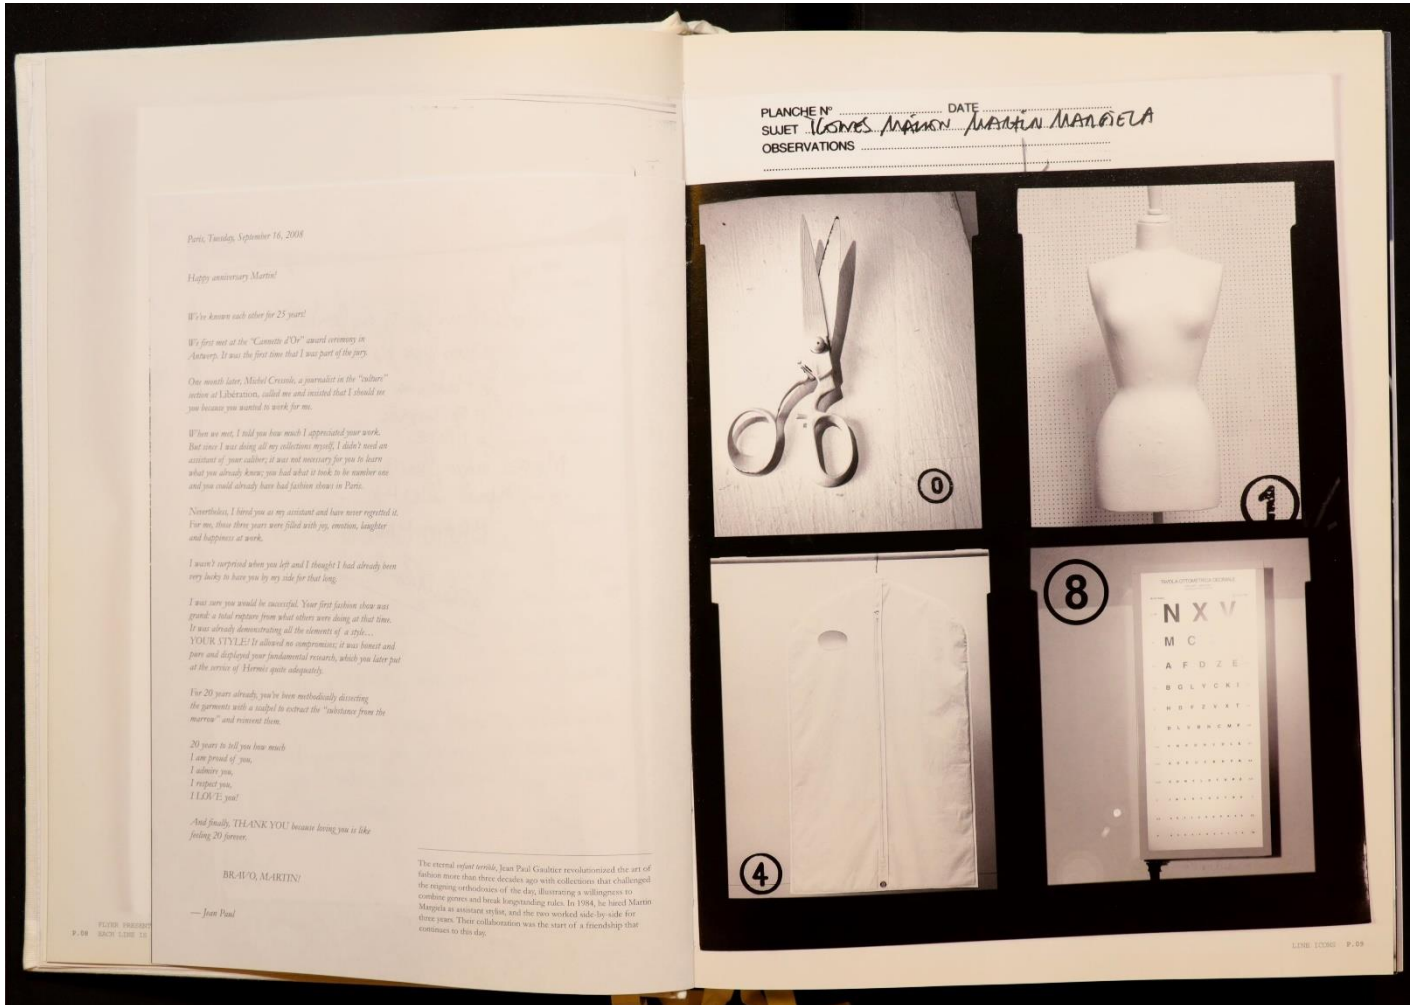 Paris, Tuesday, September 16, 2008
Happy anniversary Martin!
We've known each other for 25 years!
We first met at the "Cannette d'Or" award ceremony in
Antwerp. It was the first time that I was part of the jury.
One month later, Michel Cressole, a journalist in the "culture"
section at Libération, called me and insisted that I should see
you because you wanted to work for me.
When we met, I told you how much I appreciated your work.
But since I was doing all my collections myself, I didn't need an
assistant of your caliber; it was not necessary for you to learn
what you already knew; you had what it took to be number one
and you could already have had fashion shows in Paris.
Nevertheless, I hired you as my assistant and have never regretted it.
For me, those three years were filled with joy, emotion, laughter
and happiness at work.
I wasn't surprised when you left and I thought I had already been
very lucky to have you by my side for that long.
I was sure you would be successful. Your first fashion show was
grand: a total rupture from what others were doing at that time.
It was already demonstrating all the elements of a style…
YOUR STYLE! It allowed no compromises; it was honest and
pure and displayed your fundamental research, which you later put
at the service of Hermès quite adequately.
For 20 years already, you've been methodically dissecting
the garments with a scalpel to extract the "substance from the
marrow" and reinvent them.
20 years to tell you how much
I am proud of you,
I admire you,
I respect you,
I LOVE you!
And finally, THANK YOU because loving you is like
feeling 20 forever.
BRAVO, MARTIN!
— Jean Paul
The eternal enfant terrible, Jean Paul Gaultier revolutionized the art of
fashion more than three decades ago with collections that challenged
the reigning orthodoxies of the day, illustrating a willingness to
combine genres and break longstanding rules. In 1984, he hired Martin
Margiela as assistant stylist, and the two worked side-by-side for
three years. Their collaboration was the start of a friendship that
continues to this day.
FLYER PRESENT
P.08 EACH LINE IS
PLANCHE N° DATE
SUJET ICONES MAISON MARTIN MARGIELA
OBSERVATIONS
0
1
4
8
N X V
M C
A F D Z E
LINE ICONS P.09